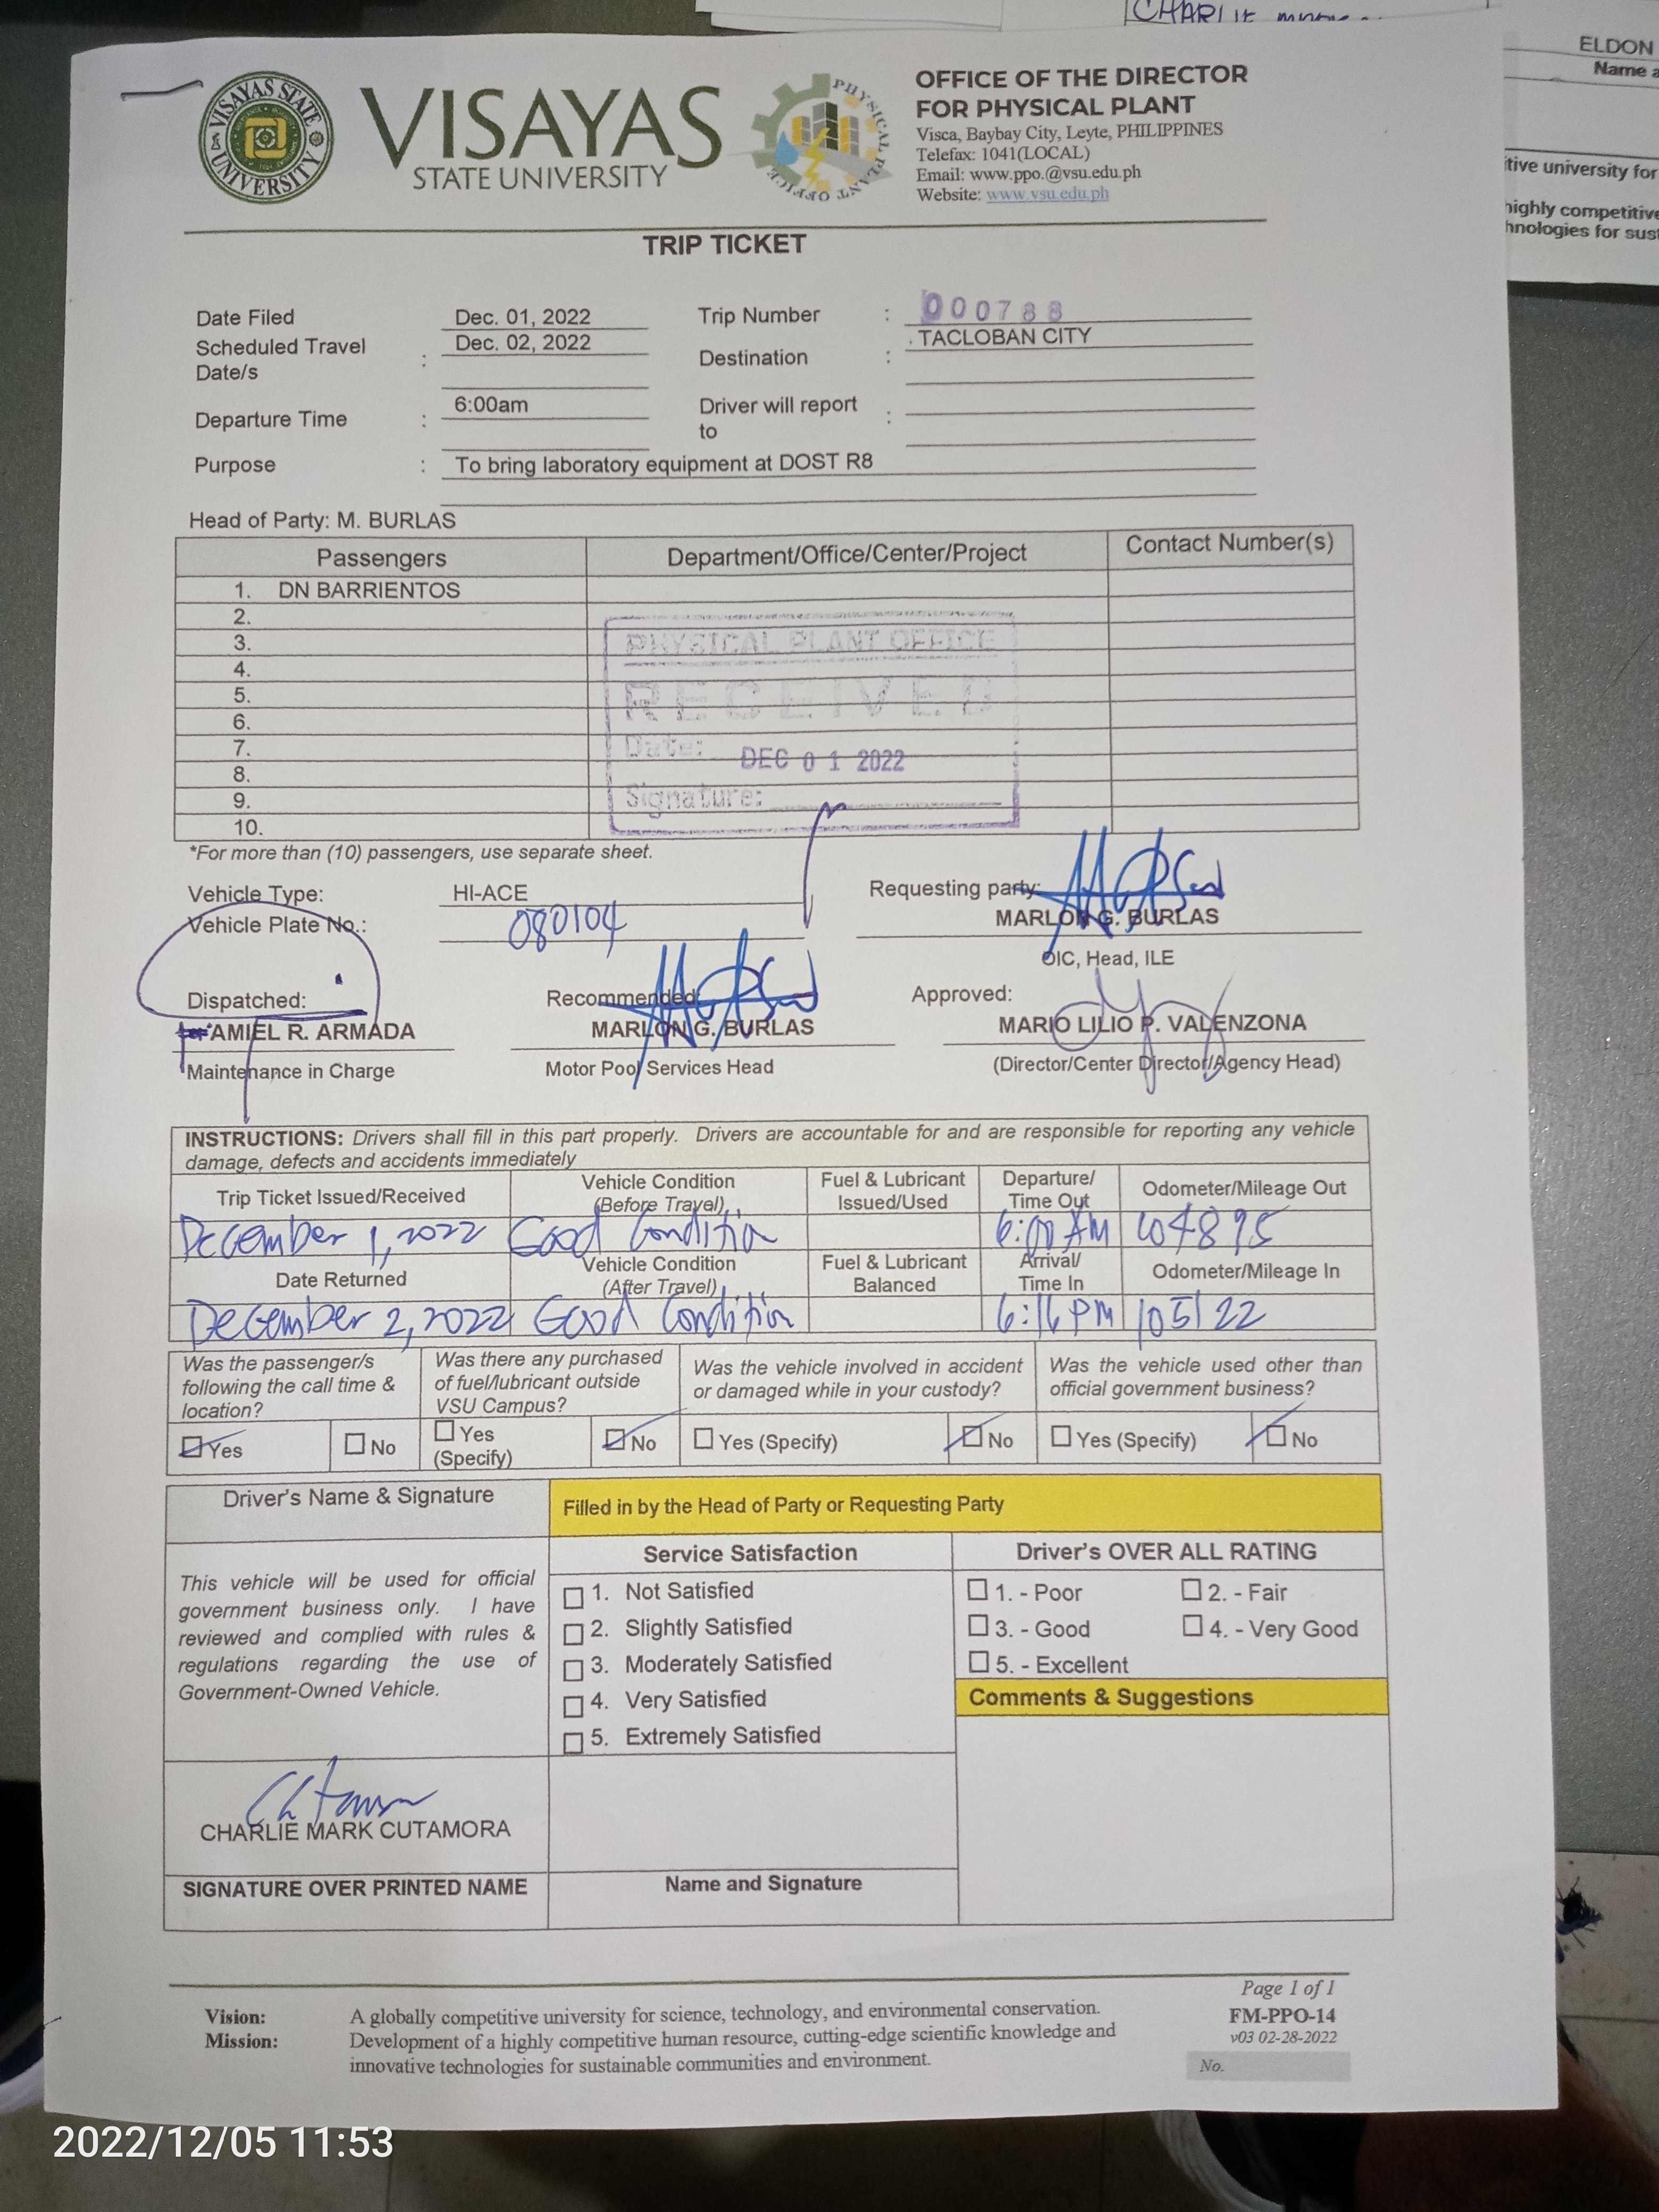 CHARLIE
ELDON
Name a
tive university for
highly competitive
hnologies for sus
VISAYAS STATE UNIVERSITY
VISAYAS
STATE UNIVERSITY
PHYSICAL PLANT OFFICE
OFFICE OF THE DIRECTOR
FOR PHYSICAL PLANT
Visca, Baybay City, Leyte, PHILIPPINES
Telefax: 1041(LOCAL)
Email: www.ppo.@vsu.edu.ph
Website: www.vsu.edu.ph
TRIP TICKET
Date Filed Dec. 01, 2022 Trip Number : 000788
Scheduled Travel Date/s : Dec. 02, 2022 Destination : TACLOBAN CITY
Departure Time : 6:00am Driver will report to :
Purpose : To bring laboratory equipment at DOST R8
Head of Party: M. BURLAS
Passengers Department/Office/Center/Project Contact Number(s)
1. DN BARRIENTOS
2.
3.
4.
5.
6.
7.
8.
9.
10.
PHYSICAL PLANT OFFICE
RECEIVED
Date: DEC 01 2022
Signature:
*For more than (10) passengers, use separate sheet.
Vehicle Type: HI-ACE Requesting party:
Vehicle Plate No.: 080104 MARLON G. BURLAS
OIC, Head, ILE
Dispatched: Recommended: Approved:
AMIEL R. ARMADA MARLON G. BURLAS MARIO LILIO P. VALENZONA
Maintenance in Charge Motor Pool Services Head (Director/Center Director/Agency Head)
INSTRUCTIONS: Drivers shall fill in this part properly. Drivers are accountable for and are responsible for reporting any vehicle
damage, defects and accidents immediately
Trip Ticket Issued/Received Vehicle Condition (Before Travel) Fuel & Lubricant Issued/Used Departure/ Time Out Odometer/Mileage Out
December 1, 2022 Good Condition 6:00 AM 104895
Date Returned Vehicle Condition (After Travel) Fuel & Lubricant Balanced Arrival/ Time In Odometer/Mileage In
December 2, 2022 Good Condition 6:16 PM 105122
Was the passenger/s following the call time & location? Was there any purchased of fuel/lubricant outside VSU Campus? Was the vehicle involved in accident or damaged while in your custody? Was the vehicle used other than official government business?
Yes No Yes (Specify) No Yes (Specify) No Yes (Specify) No
Driver's Name & Signature Filled in by the Head of Party or Requesting Party
Service Satisfaction Driver's OVER ALL RATING
This vehicle will be used for official
government business only. I have
reviewed and complied with rules &
regulations regarding the use of
Government-Owned Vehicle.
1. Not Satisfied
2. Slightly Satisfied
3. Moderately Satisfied
4. Very Satisfied
5. Extremely Satisfied
1. - Poor 2. - Fair
3. - Good 4. - Very Good
5. - Excellent
Comments & Suggestions
CHARLIE MARK CUTAMORA
SIGNATURE OVER PRINTED NAME Name and Signature
Page 1 of 1
FM-PPO-14
v03 02-28-2022
No.
Vision: A globally competitive university for science, technology, and environmental conservation.
Mission: Development of a highly competitive human resource, cutting-edge scientific knowledge and
innovative technologies for sustainable communities and environment.
2022/12/05 11:53